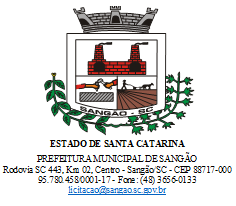 SANGÃO - SC
ESTADO DE SANTA CATARINA
PREFEITURA MUNICIPAL DE SANGÃO
Rodovia SC 443, Km 02, Centro - Sangão/SC - CEP 88717-000
95.780.458/0001-17 - Fone: (48) 3656-0133
licitacao@sangao.sc.gov.br